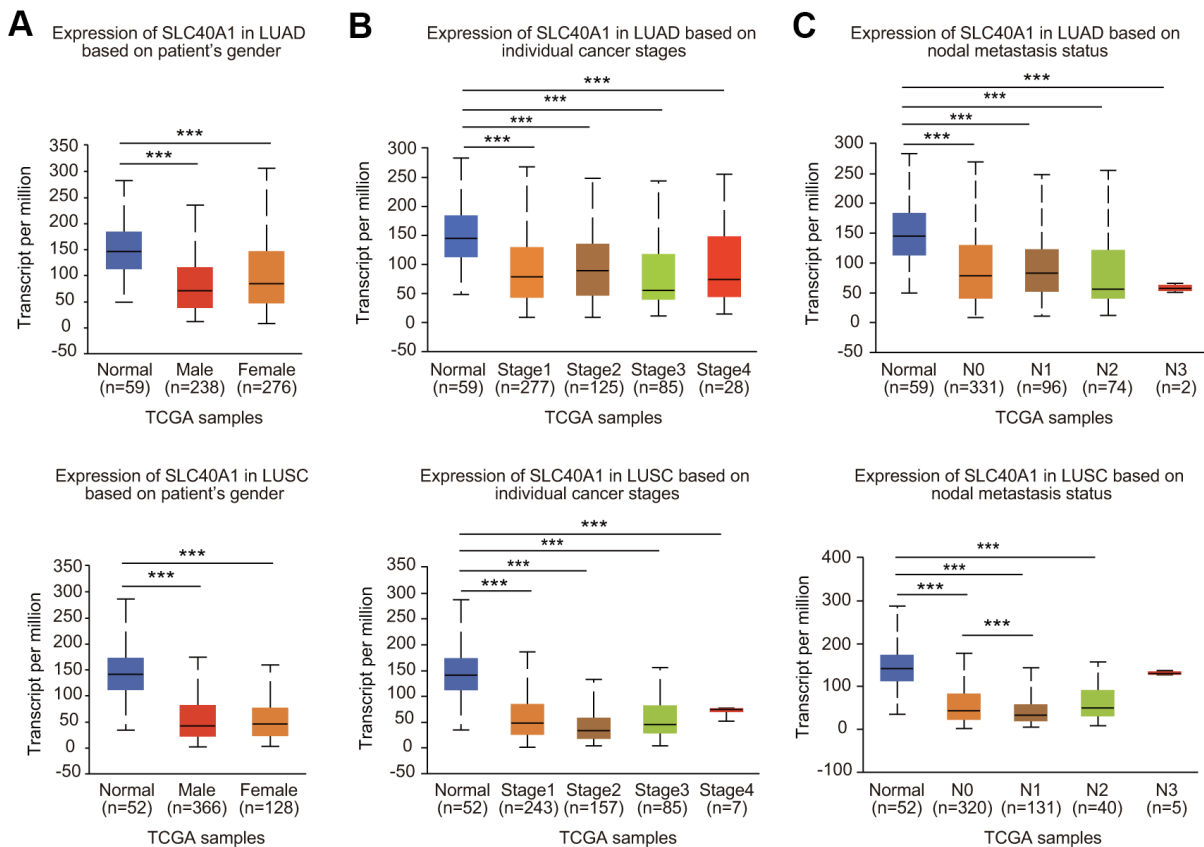 A
Expression of SLC40A1 in LUAD
based on patient's gender
***
***
Transcript per million
350
300
250
200
150
100
50
0
-50
Normal Male Female
(n=59) (n=238) (n=276)
TCGA samples
B
Expression of SLC40A1 in LUAD based on
individual cancer stages
***
***
***
***
Transcript per million
300
250
200
150
100
50
0
-50
Normal Stage1 Stage2 Stage3 Stage4
(n=59) (n=277) (n=125) (n=85) (n=28)
TCGA samples
C
Expression of SLC40A1 in LUAD based on
nodal metastasis status
***
***
***
***
Transcript per million
300
250
200
150
100
50
0
-50
Normal N0 N1 N2 N3
(n=59) (n=331) (n=96) (n=74) (n=2)
TCGA samples
Expression of SLC40A1 in LUSC
based on patient's gender
***
***
Transcript per million
350
300
250
200
150
100
50
0
-50
Normal Male Female
(n=52) (n=366) (n=128)
TCGA samples
Expression of SLC40A1 in LUSC based on
individual cancer stages
***
***
***
***
Transcript per million
350
300
250
200
150
100
50
0
-50
Normal Stage1 Stage2 Stage3 Stage4
(n=52) (n=243) (n=157) (n=85) (n=7)
TCGA samples
Expression of SLC40A1 in LUSC based on
nodal metastasis status
***
***
***
***
Transcript per million
400
300
200
100
0
-100
Normal N0 N1 N2 N3
(n=52) (n=320) (n=131) (n=40) (n=5)
TCGA samples